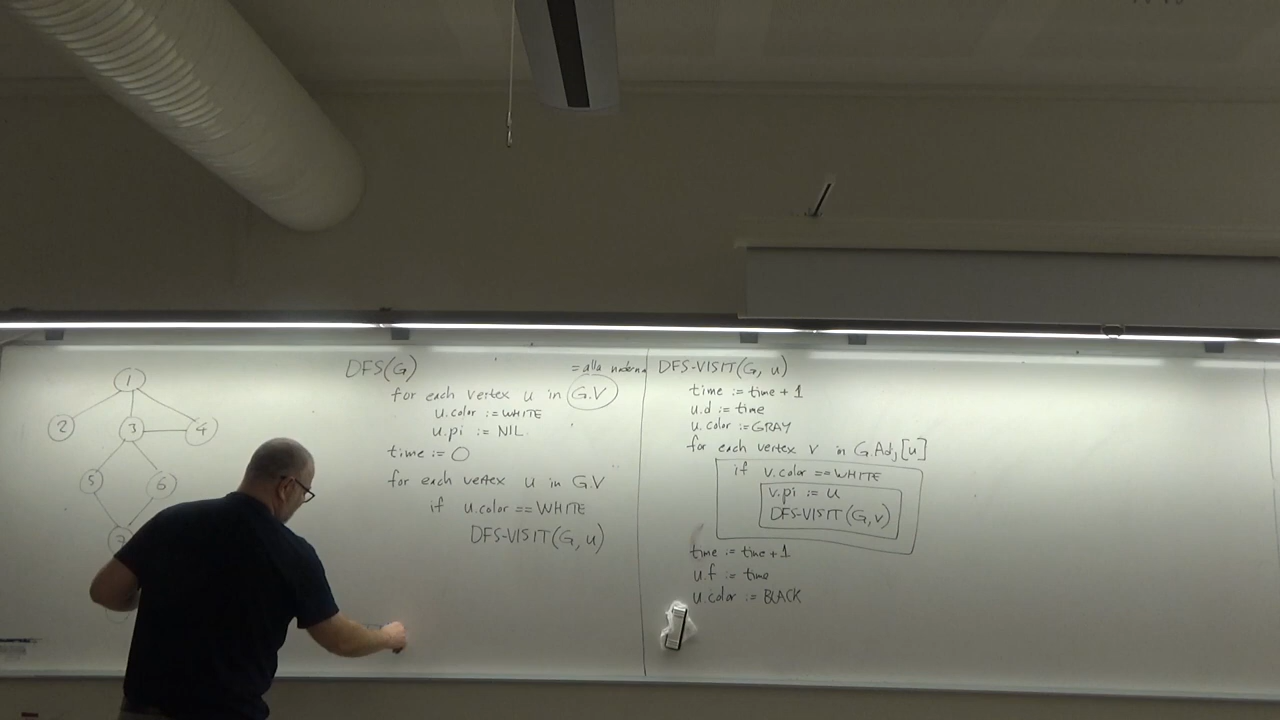 1
2 3 4
5 6
7
DFS(G)
= alla noderna
for each vertex u in G.V
u.color := WHITE
u.pi := NIL
time := 0
for each vertex u in G.V
if u.color == WHITE
DFS-VISIT(G, u)
DFS-VISIT(G, u)
time := time + 1
u.d := time
u.color := GRAY
for each vertex v in G.Adj[u]
if v.color == WHITE
v.pi := u
DFS-VISIT(G, v)
time := time + 1
u.f := time
u.color := BLACK